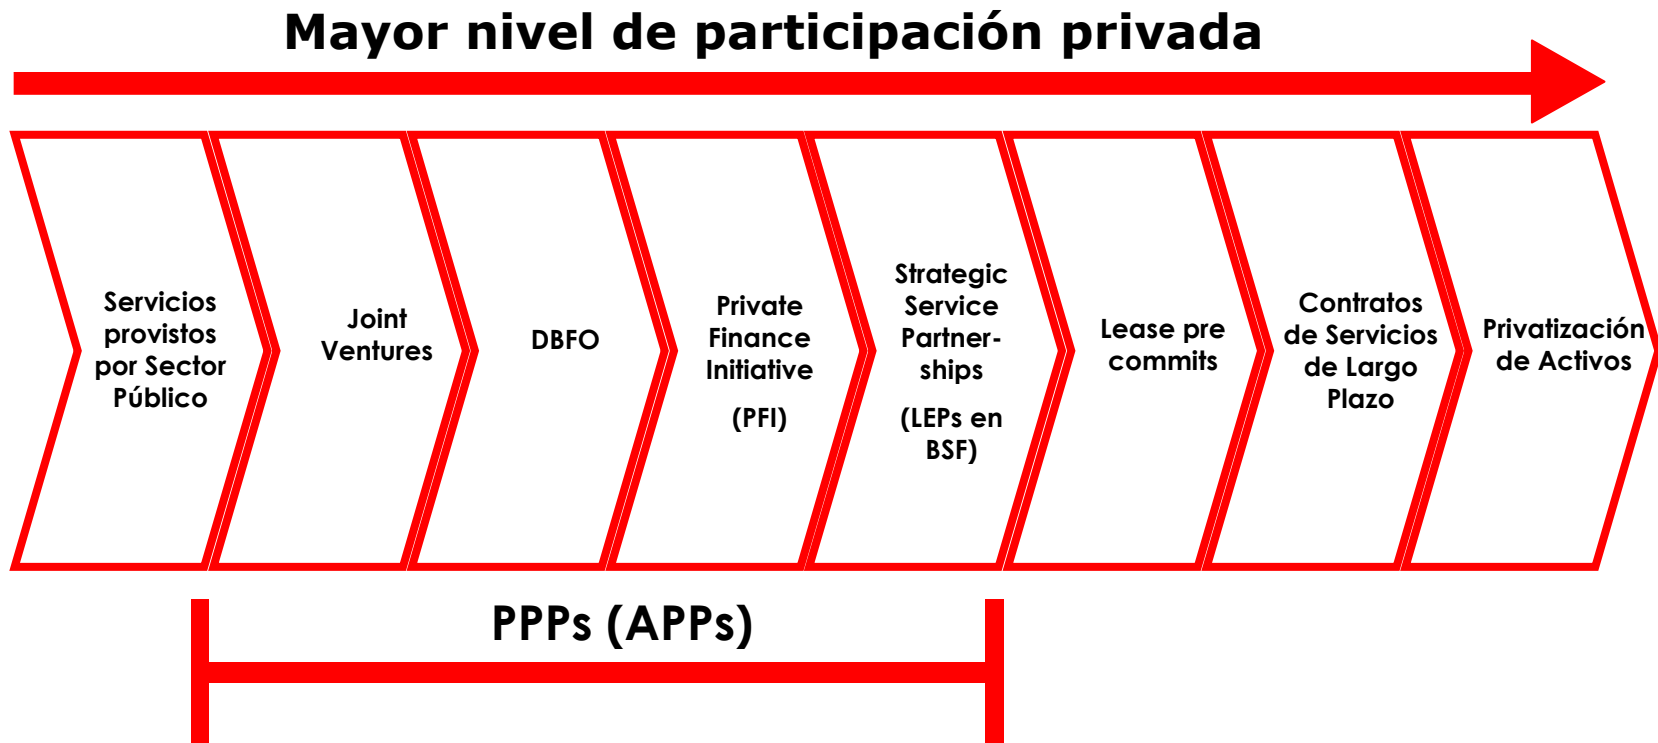 Mayor nivel de participación privada
Servicios
provistos
por Sector
Público
Joint
Ventures
DBFO
Private
Finance
Initiative
(PFI)
Strategic
Service
Partner-
ships
(LEPs en
BSF)
Lease pre
commits
Contratos
de Servicios
de Largo
Plazo
Privatización
de Activos
PPPs (APPs)